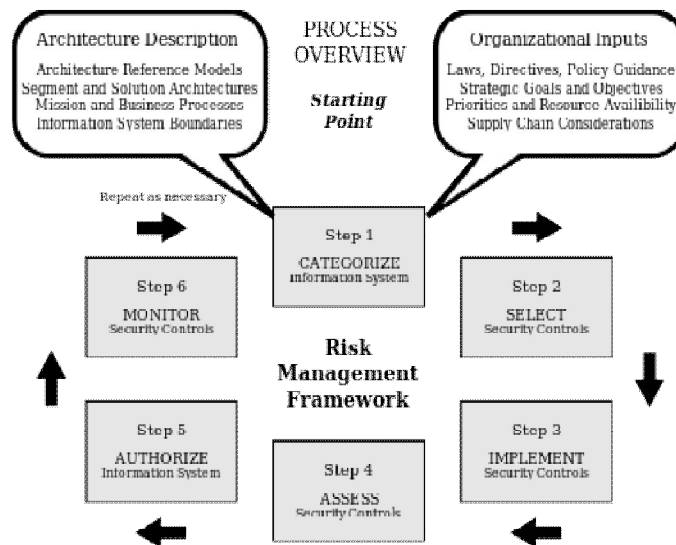 Architecture Description
Architecture Reference Models
Segment and Solution Architectures
Mission and Business Processes
Information System Boundaries
PROCESS
OVERVIEW
Starting
Point
Organizational Inputs
Laws, Directives, Policy Guidance
Strategic Goals and Objectives
Priorities and Resource Availibility
Supply Chain Considerations
Repeat as necessary
Step 1
CATEGORIZE
Information System
Step 2
SELECT
Security Controls
Step 3
IMPLEMENT
Security Controls
Step 4
ASSESS
Security Controls
Step 5
AUTHORIZE
Information System
Step 6
MONITOR
Security Controls
Risk
Management
Framework